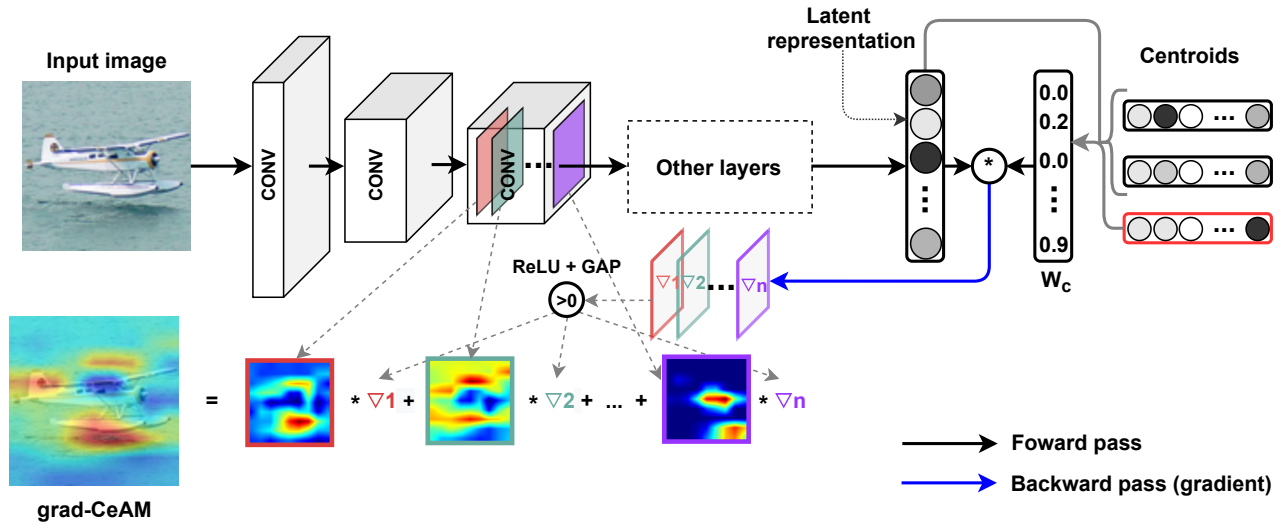 Input image
Latent
representation
Centroids
CONV
CONV
CONV
...
Other layers
*
0.0
0.2
0.0
0.9
W_c
...
...
...
ReLU + GAP
>0
▽1
▽2
...
▽n
= * ▽1 + * ▽2 + ... + * ▽n
grad-CeAM
Foward pass
Backward pass (gradient)